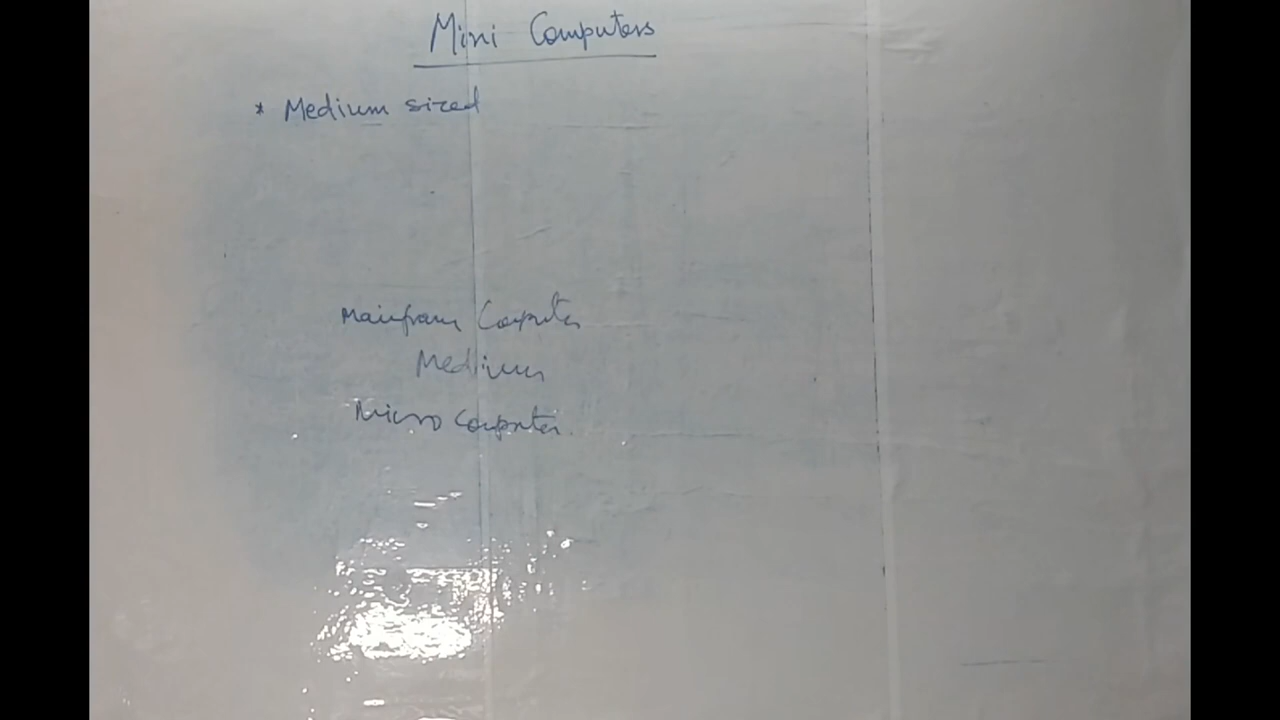 Mini Computers
* Medium sized
Mainframe Computer
Medium
Micro Computer.